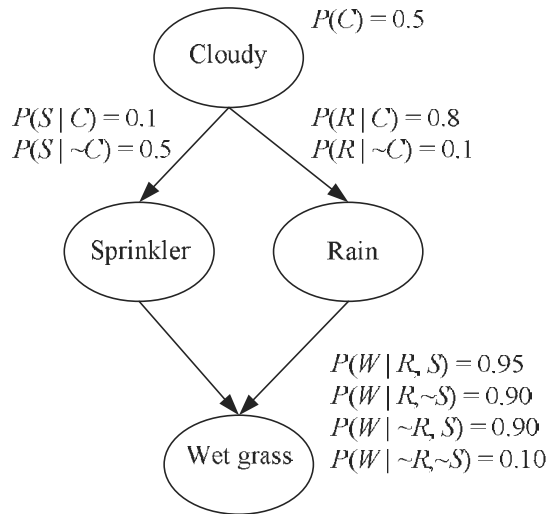 P(C) = 0.5
Cloudy
P(S | C) = 0.1
P(S | ~C) = 0.5
P(R | C) = 0.8
P(R | ~C) = 0.1
Sprinkler
Rain
P(W | R, S) = 0.95
P(W | R,~S) = 0.90
P(W | ~R, S) = 0.90
P(W | ~R,~S) = 0.10
Wet grass